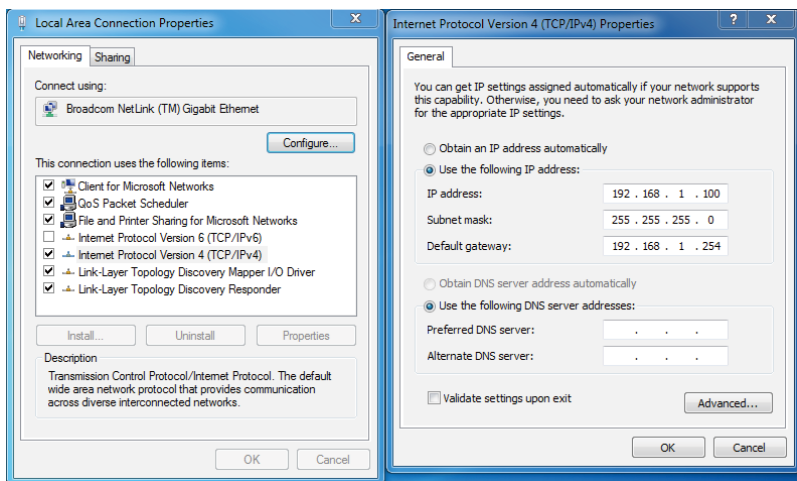 Local Area Connection Properties
Networking
Sharing
Connect using:
Broadcom NetLink (TM) Gigabit Ethernet
Configure...
This connection uses the following items:
Client for Microsoft Networks
QoS Packet Scheduler
File and Printer Sharing for Microsoft Networks
Internet Protocol Version 6 (TCP/IPv6)
Internet Protocol Version 4 (TCP/IPv4)
Link-Layer Topology Discovery Mapper I/O Driver
Link-Layer Topology Discovery Responder
Install...
Uninstall
Properties
Description
Transmission Control Protocol/Internet Protocol. The default
wide area network protocol that provides communication
across diverse interconnected networks.
OK
Cancel
Internet Protocol Version 4 (TCP/IPv4) Properties
General
You can get IP settings assigned automatically if your network supports
this capability. Otherwise, you need to ask your network administrator
for the appropriate IP settings.
Obtain an IP address automatically
Use the following IP address:
IP address: 192 . 168 . 1 . 100
Subnet mask: 255 . 255 . 255 . 0
Default gateway: 192 . 168 . 1 . 254
Obtain DNS server address automatically
Use the following DNS server addresses:
Preferred DNS server: . . .
Alternate DNS server: . . .
Validate settings upon exit
Advanced...
OK
Cancel